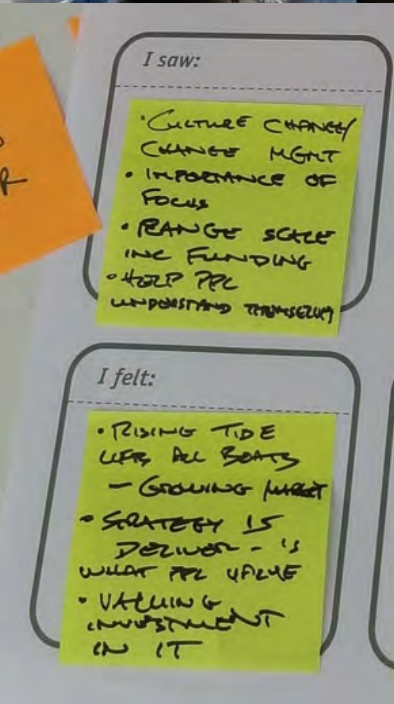 R
I saw:
• CULTURE CHANGE/
CHANGE MGMT
• IMPORTANCE OF
FOCUS
• RANGE SCALE
INC FUNDING
• HELP PPL
UNDERSTAND THEMSELVES
I felt:
• RISING TIDE
LIFTS ALL BOATS
- GROWING MARKET
• STRATEGY IS
DELIVER - IS
WHAT PPL VALUE
• VALUING
INVESTMENT
IN IT